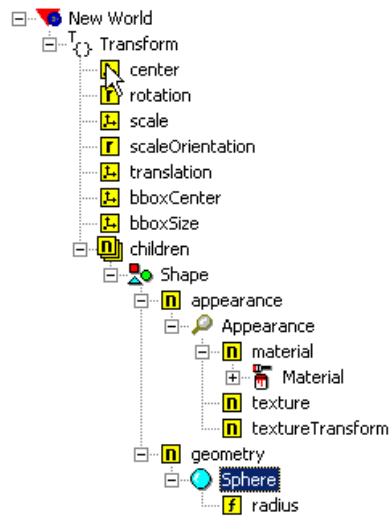 New World
T{} Transform
center
r rotation
scale
r scaleOrientation
translation
bboxCenter
bboxSize
n children
Shape
n appearance
Appearance
n material
Material
n texture
n textureTransform
n geometry
Sphere
f radius